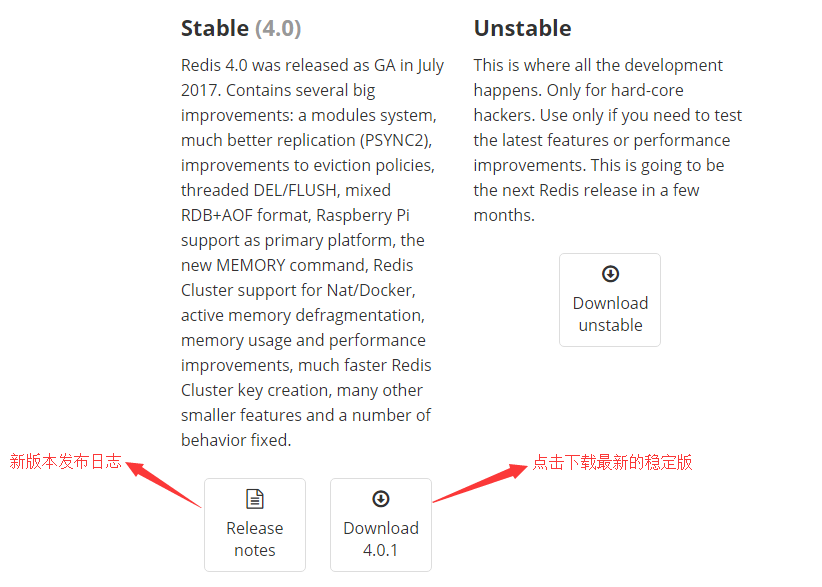 Stable (4.0)
Redis 4.0 was released as GA in July
2017. Contains several big
improvements: a modules system,
much better replication (PSYNC2),
improvements to eviction policies,
threaded DEL/FLUSH, mixed
RDB+AOF format, Raspberry Pi
support as primary platform, the
new MEMORY command, Redis
Cluster support for Nat/Docker,
active memory defragmentation,
memory usage and performance
improvements, much faster Redis
Cluster key creation, many other
smaller features and a number of
behavior fixed.
新版本发布日志
Release
notes
Download
4.0.1
点击下载最新的稳定版
Unstable
This is where all the development
happens. Only for hard-core
hackers. Use only if you need to test
the latest features or performance
improvements. This is going to be
the next Redis release in a few
months.
Download
unstable